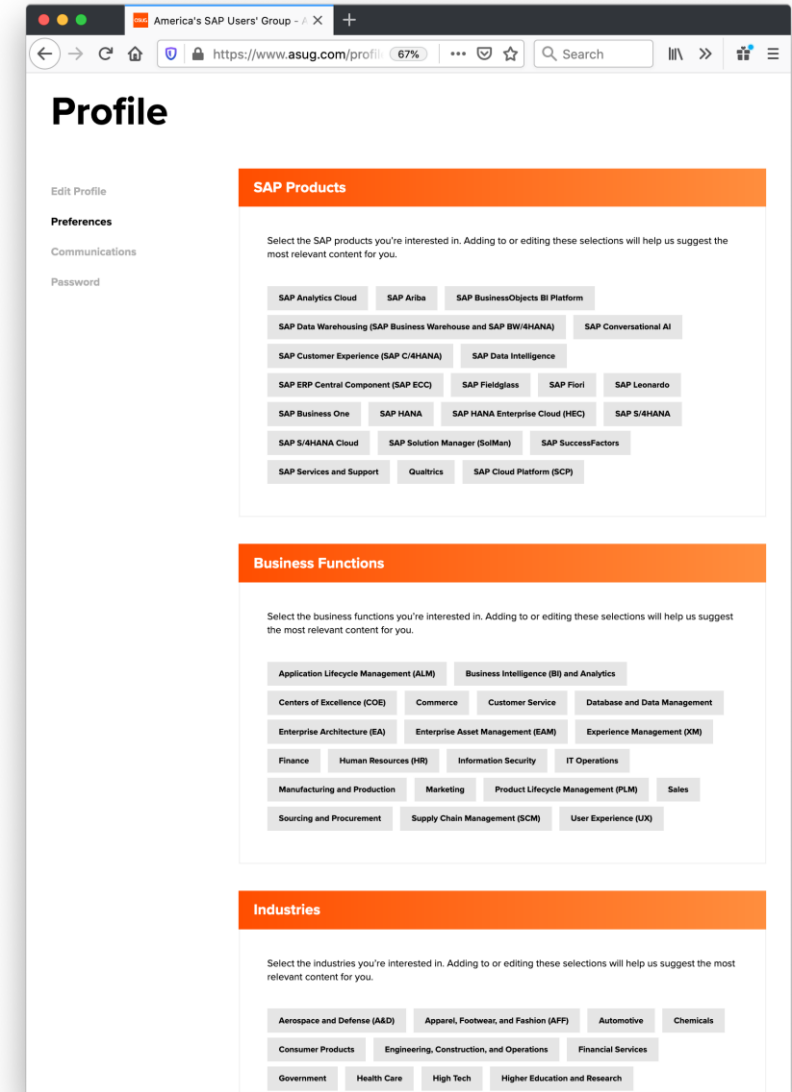 ASUG America's SAP Users' Group - A
https://www.asug.com/profil 67% Search
Profile
Edit Profile
Preferences
Communications
Password
SAP Products
Select the SAP products you're interested in. Adding to or editing these selections will help us suggest the
most relevant content for you.
SAP Analytics Cloud SAP Ariba SAP BusinessObjects BI Platform
SAP Data Warehousing (SAP Business Warehouse and SAP BW/4HANA) SAP Conversational AI
SAP Customer Experience (SAP C/4HANA) SAP Data Intelligence
SAP ERP Central Component (SAP ECC) SAP Fieldglass SAP Fiori SAP Leonardo
SAP Business One SAP HANA SAP HANA Enterprise Cloud (HEC) SAP S/4HANA
SAP S/4HANA Cloud SAP Solution Manager (SolMan) SAP SuccessFactors
SAP Services and Support Qualtrics SAP Cloud Platform (SCP)
Business Functions
Select the business functions you're interested in. Adding to or editing these selections will help us suggest
the most relevant content for you.
Application Lifecycle Management (ALM) Business Intelligence (BI) and Analytics
Centers of Excellence (COE) Commerce Customer Service Database and Data Management
Enterprise Architecture (EA) Enterprise Asset Management (EAM) Experience Management (XM)
Finance Human Resources (HR) Information Security IT Operations
Manufacturing and Production Marketing Product Lifecycle Management (PLM) Sales
Sourcing and Procurement Supply Chain Management (SCM) User Experience (UX)
Industries
Select the industries you're interested in. Adding to or editing these selections will help us suggest the most
relevant content for you.
Aerospace and Defense (A&D) Apparel, Footwear, and Fashion (AFF) Automotive Chemicals
Consumer Products Engineering, Construction, and Operations Financial Services
Government Health Care High Tech Higher Education and Research